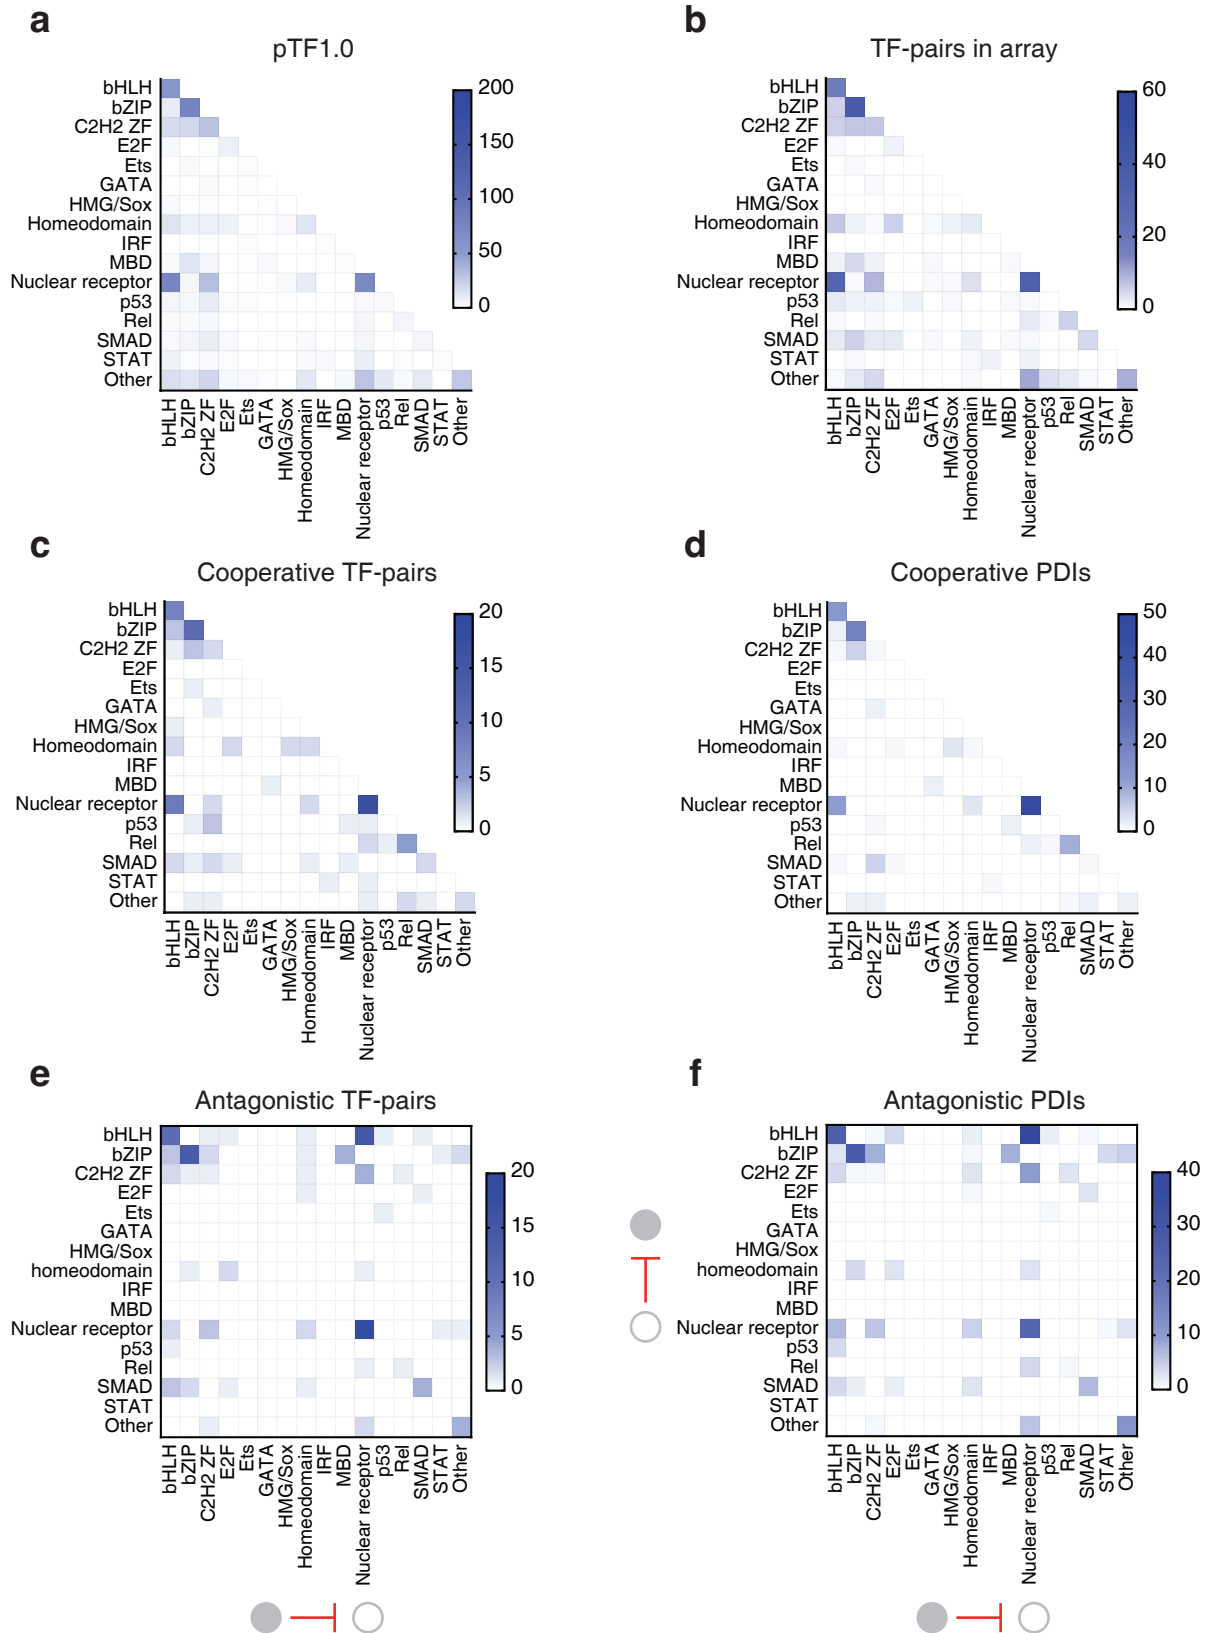 a
pTF1.0
bHLH
bZIP
C2H2 ZF
E2F
Ets
GATA
HMG/Sox
Homeodomain
IRF
MBD
Nuclear receptor
p53
Rel
SMAD
STAT
Other
200
150
100
50
0
bHLH
bZIP
C2H2 ZF
E2F
Ets
GATA
HMG/Sox
Homeodomain
IRF
MBD
Nuclear receptor
p53
Rel
SMAD
STAT
Other
b
TF-pairs in array
bHLH
bZIP
C2H2 ZF
E2F
Ets
GATA
HMG/Sox
Homeodomain
IRF
MBD
Nuclear receptor
p53
Rel
SMAD
STAT
Other
60
40
20
0
bHLH
bZIP
C2H2 ZF
E2F
Ets
GATA
HMG/Sox
Homeodomain
IRF
MBD
Nuclear receptor
p53
Rel
SMAD
STAT
Other
c
Cooperative TF-pairs
bHLH
bZIP
C2H2 ZF
E2F
Ets
GATA
HMG/Sox
Homeodomain
IRF
MBD
Nuclear receptor
p53
Rel
SMAD
STAT
Other
20
15
10
5
0
bHLH
bZIP
C2H2 ZF
E2F
Ets
GATA
HMG/Sox
Homeodomain
IRF
MBD
Nuclear receptor
p53
Rel
SMAD
STAT
Other
d
Cooperative PDIs
bHLH
bZIP
C2H2 ZF
E2F
Ets
GATA
HMG/Sox
Homeodomain
IRF
MBD
Nuclear receptor
p53
Rel
SMAD
STAT
Other
50
40
30
20
10
0
bHLH
bZIP
C2H2 ZF
E2F
Ets
GATA
HMG/Sox
Homeodomain
IRF
MBD
Nuclear receptor
p53
Rel
SMAD
STAT
Other
e
Antagonistic TF-pairs
bHLH
bZIP
C2H2 ZF
E2F
Ets
GATA
HMG/Sox
homeodomain
IRF
MBD
Nuclear receptor
p53
Rel
SMAD
STAT
Other
20
15
10
5
0
bHLH
bZIP
C2H2 ZF
E2F
Ets
GATA
HMG/Sox
Homeodomain
IRF
MBD
Nuclear receptor
p53
Rel
SMAD
STAT
Other
f
Antagonistic PDIs
bHLH
bZIP
C2H2 ZF
E2F
Ets
GATA
HMG/Sox
homeodomain
IRF
MBD
Nuclear receptor
p53
Rel
SMAD
STAT
Other
40
30
20
10
0
bHLH
bZIP
C2H2 ZF
E2F
Ets
GATA
HMG/Sox
Homeodomain
IRF
MBD
Nuclear receptor
p53
Rel
SMAD
STAT
Other